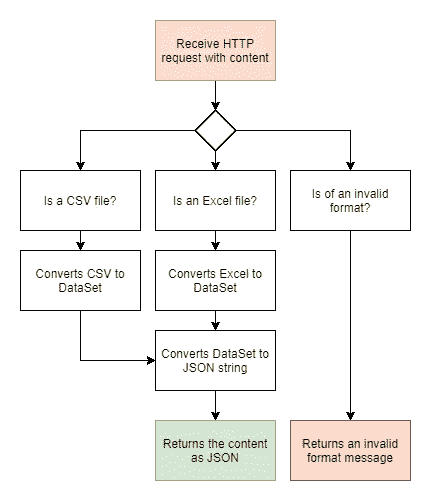 Receive HTTP
request with content
Is a CSV file?
Is an Excel file?
Is of an invalid
format?
Converts CSV to
DataSet
Converts Excel to
DataSet
Converts DataSet to
JSON string
Returns the content
as JSON
Returns an invalid
format message